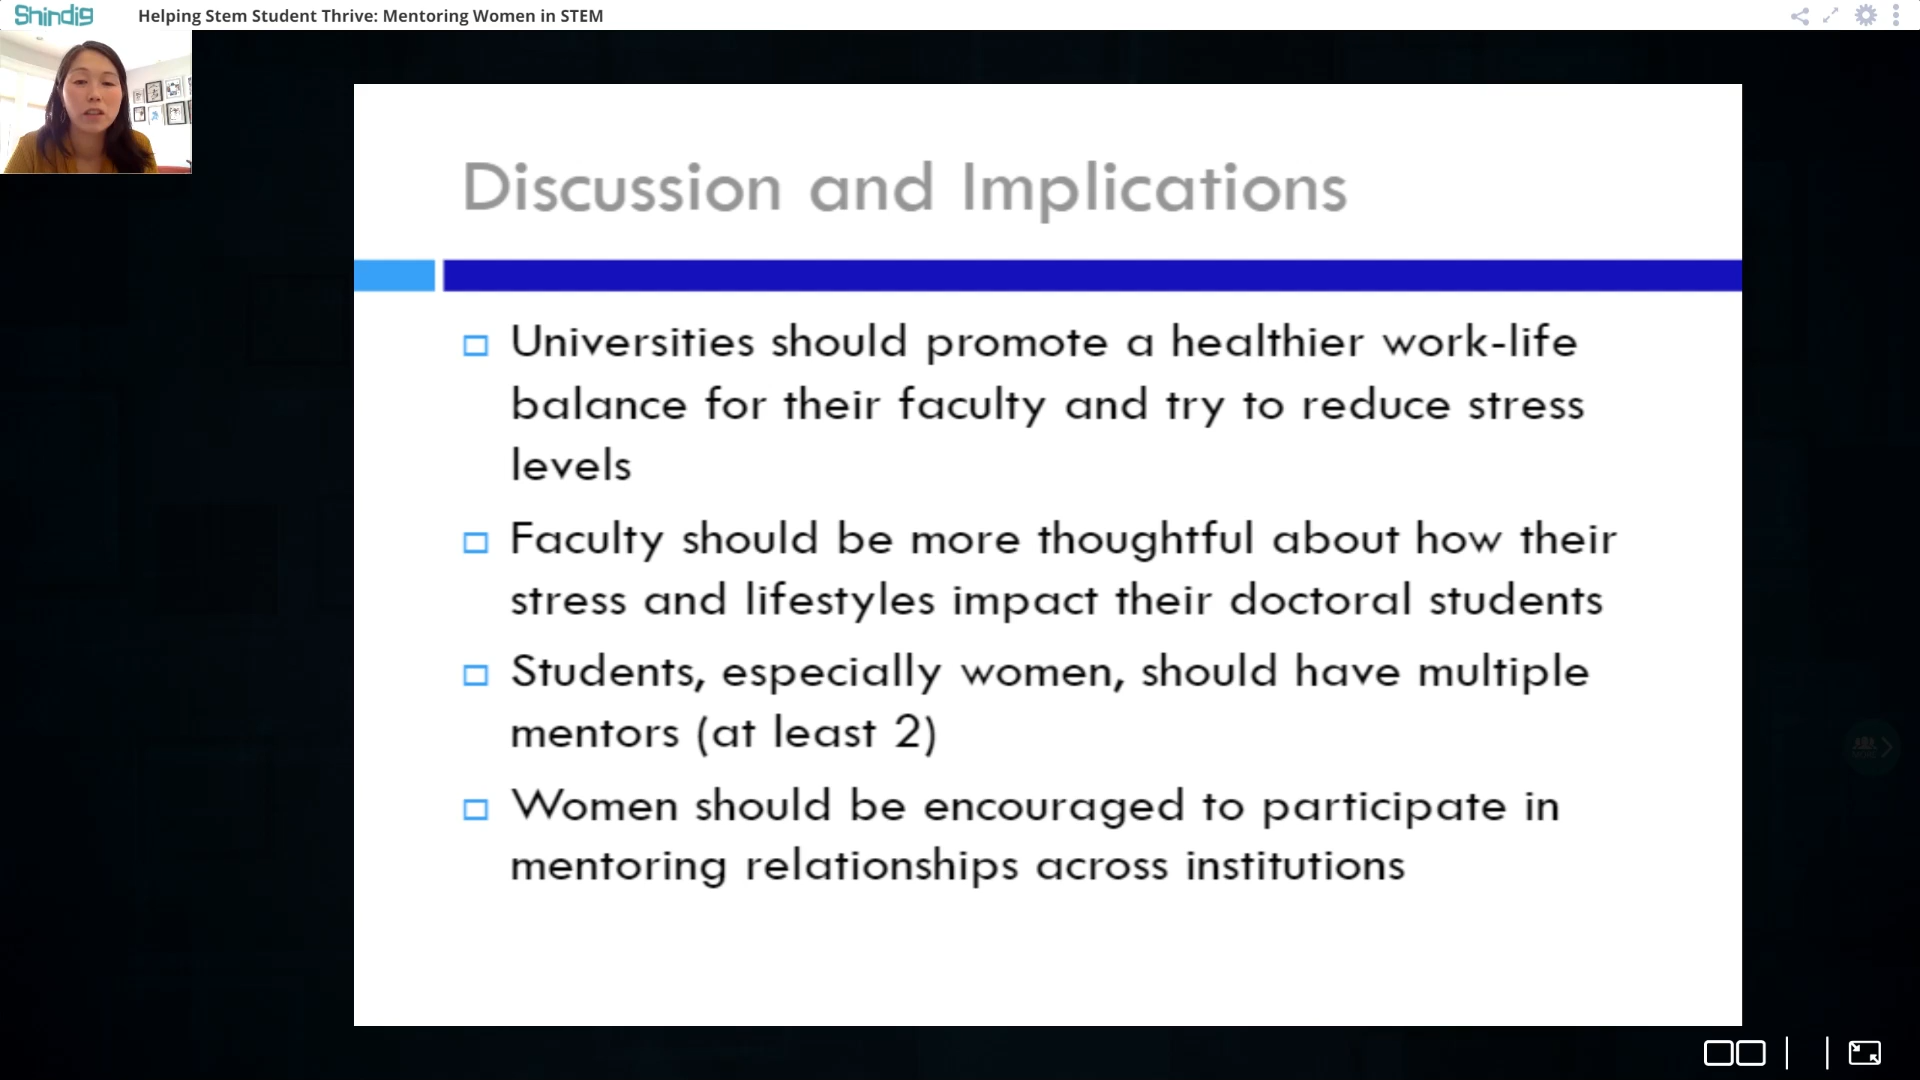 Shindig
Helping Stem Student Thrive: Mentoring Women in STEM
Discussion and Implications
Universities should promote a healthier work-life
balance for their faculty and try to reduce stress
levels
Faculty should be more thoughtful about how their
stress and lifestyles impact their doctoral students
Students, especially women, should have multiple
mentors (at least 2)
Women should be encouraged to participate in
mentoring relationships across institutions